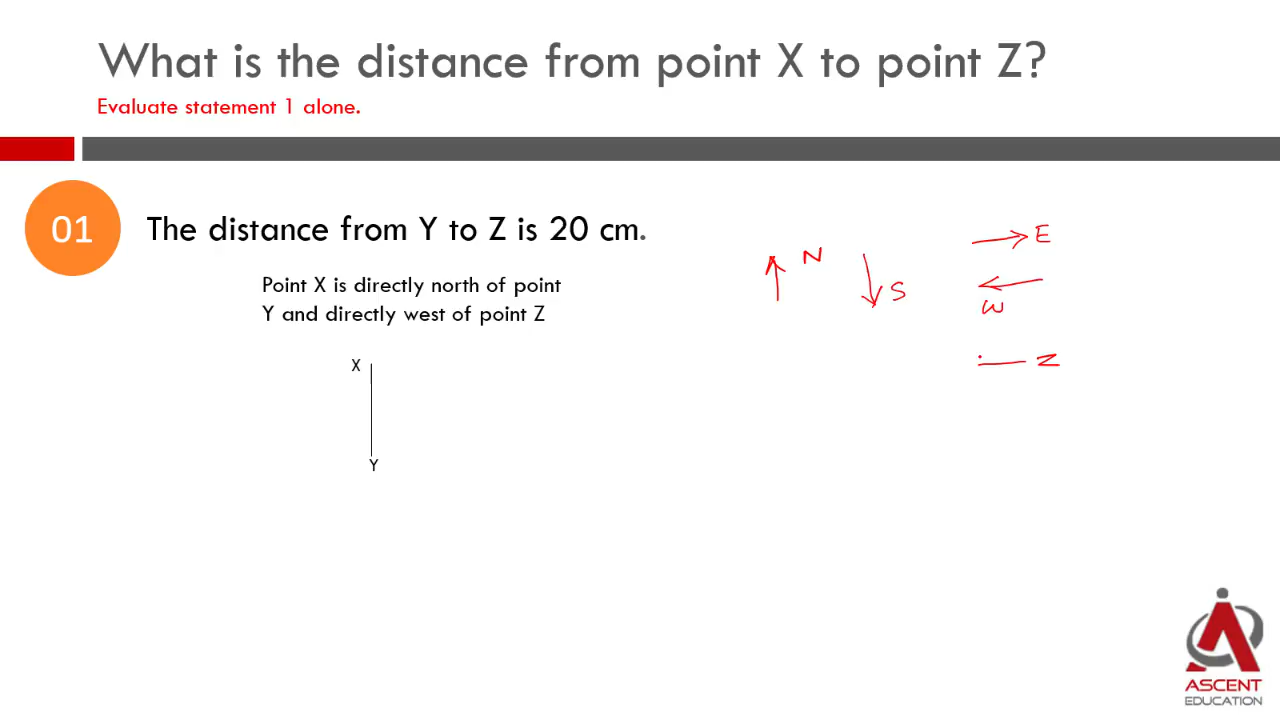 What is the distance from point X to point Z?
Evaluate statement 1 alone.
01
The distance from Y to Z is 20 cm.
Point X is directly north of point
Y and directly west of point Z
X
Y
N
S
E
W
Z
ASCENT
EDUCATION